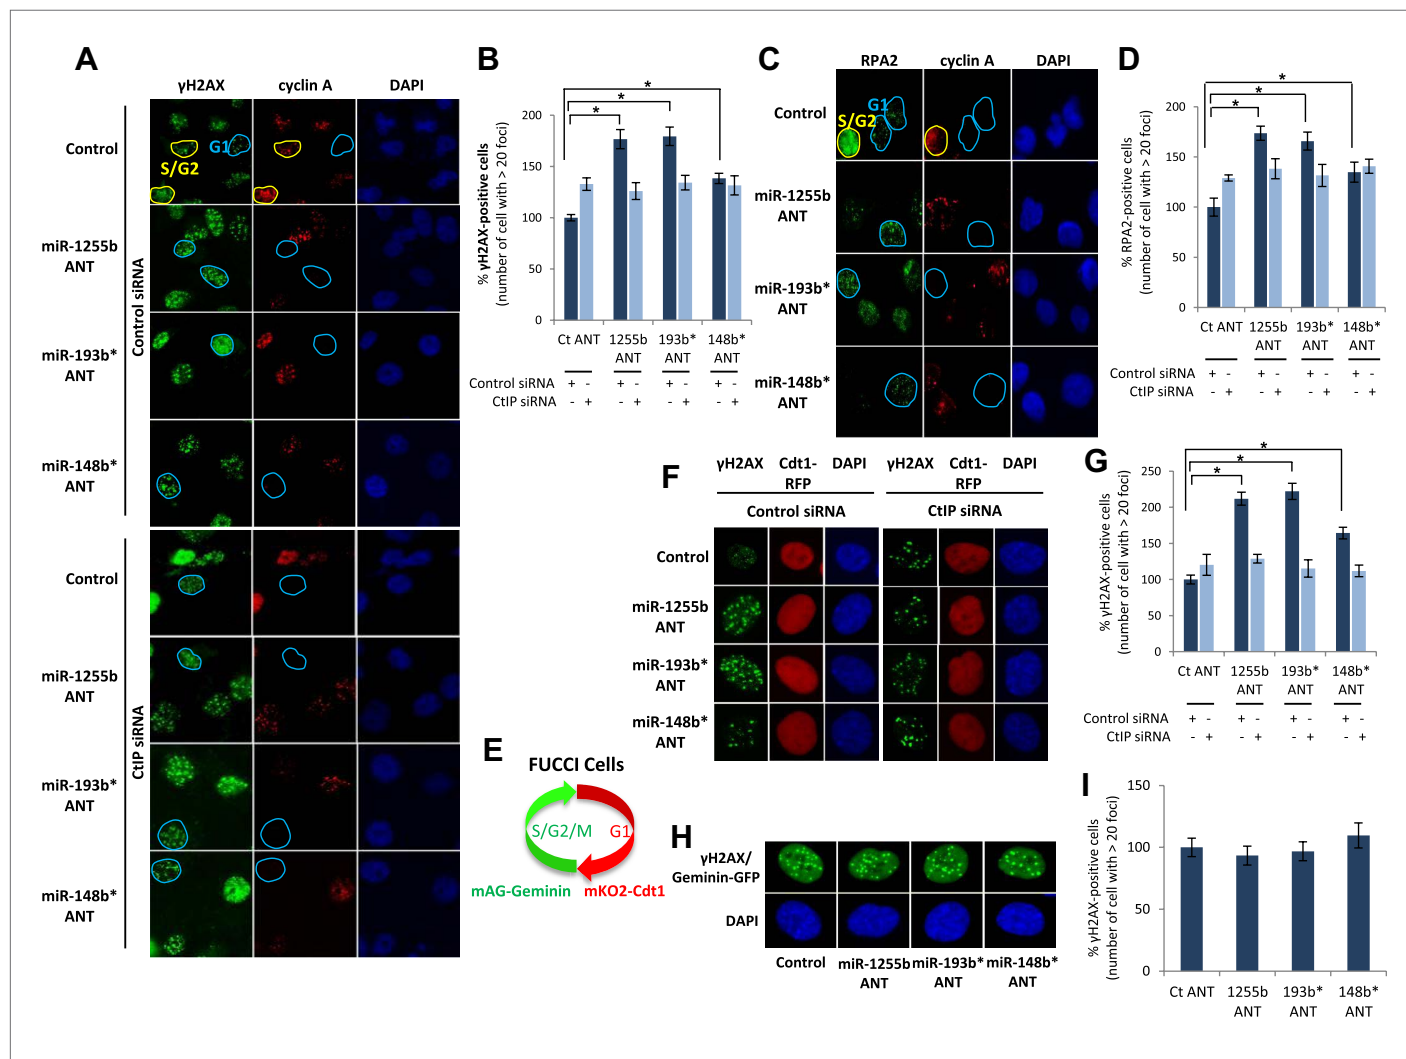 A
γH2AX cyclin A DAPI
Control siRNA
Control
S/G2
G1
miR-1255b
ANT
miR-193b*
ANT
miR-148b*
ANT
CtIP siRNA
Control
miR-1255b
ANT
miR-193b*
ANT
miR-148b*
ANT
B
% γH2AX-positive cells
(number of cell with > 20 foci)
200
150
100
50
0
* * *
Ct ANT 1255b 193b* 148b*
ANT ANT ANT
Control siRNA + - + - + - + -
CtIP siRNA - + - + - + - +
C
RPA2 cyclin A DAPI
Control
G1
S/G2
miR-1255b
ANT
miR-193b*
ANT
miR-148b*
ANT
D
% RPA2-positive cells
(number of cell with > 20 foci)
200
150
100
50
0
* * *
Ct ANT 1255b 193b* 148b*
ANT ANT ANT
Control siRNA + - + - + - + -
CtIP siRNA - + - + - + - +
E
FUCCI Cells
S/G2/M G1
mAG-Geminin mKO2-Cdt1
F
γH2AX Cdt1- DAPI γH2AX Cdt1- DAPI
RFP RFP
Control siRNA CtIP siRNA
Control
miR-1255b
ANT
miR-193b*
ANT
miR-148b*
ANT
G
% γH2AX-positive cells
(number of cell with > 20 foci)
250
200
150
100
50
0
* * *
Ct ANT 1255b 193b* 148b*
ANT ANT ANT
Control siRNA + - + - + - + -
CtIP siRNA - + - + - + - +
H
γH2AX/
Geminin-GFP
DAPI
Control miR-1255b miR-193b* miR-148b*
ANT ANT ANT
I
% γH2AX-positive cells
(number of cell with > 20 foci)
150
100
50
0
Ct ANT 1255b 193b* 148b*
ANT ANT ANT